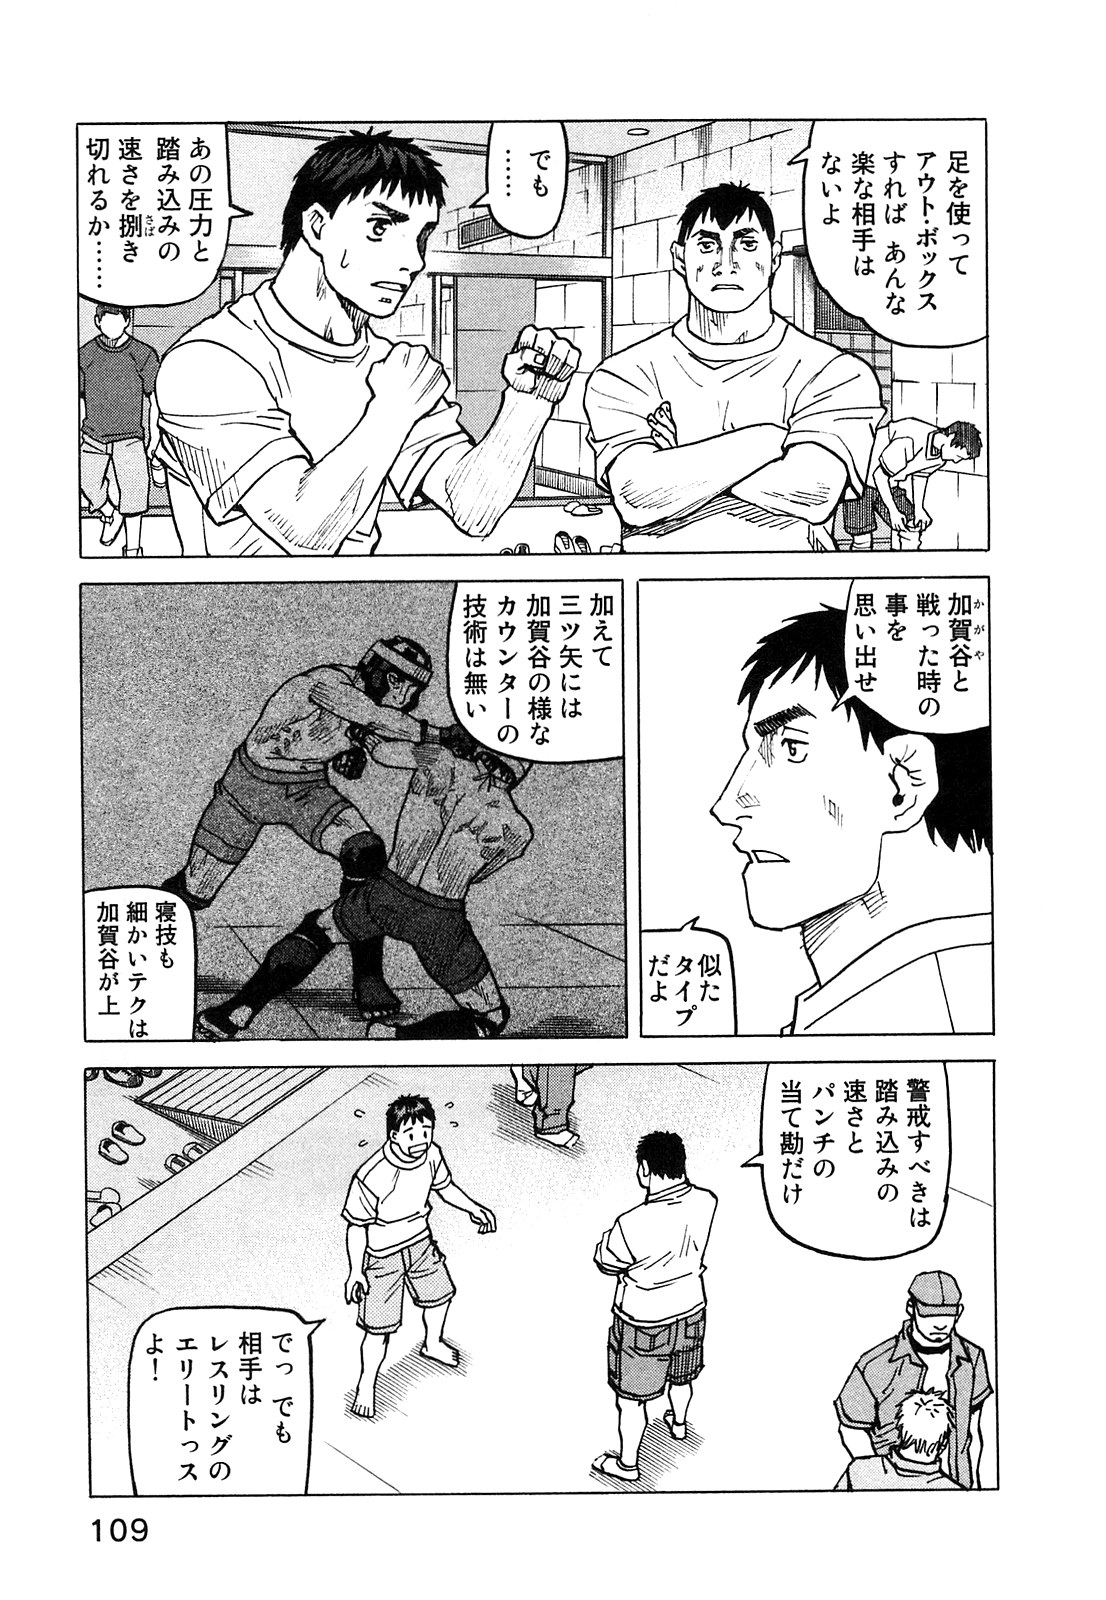 足を使って
アウト・ボックス
すれば あんな
楽な相手は
ないよ
でも
……
あの圧力と
踏み込みの
速さを捌き
さば
切れるか……
加賀谷と
かがや
戦った時の
事を
思い出せ
似た
タイプ
だよ
加えて
三ツ矢には
加賀谷の様な
カウンターの
技術は無い
寝技も
細かいテクは
加賀谷が上
警戒すべきは
踏み込みの
速さと
パンチの
当て勘だけ
でっ でも
相手は
レスリングの
エリートっス
よ!
109